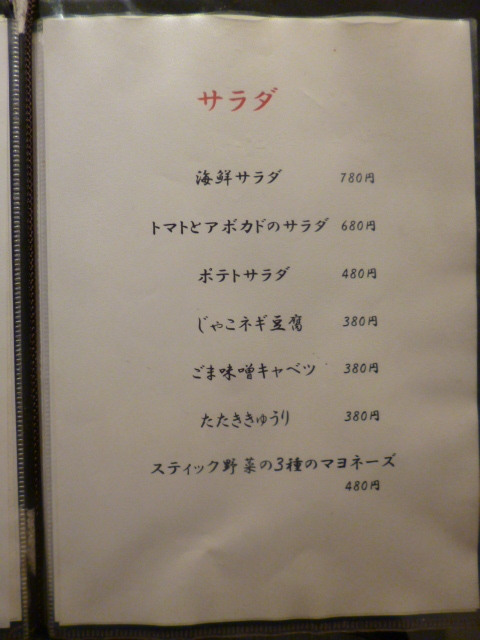 サラダ
海鮮サラダ 780円
トマトとアボカドのサラダ 680円
ポテトサラダ 480円
じゃこネギ豆腐 380円
ごま味噌キャベツ 380円
たたききゅうり 380円
スティック野菜の3種のマヨネーズ
480円